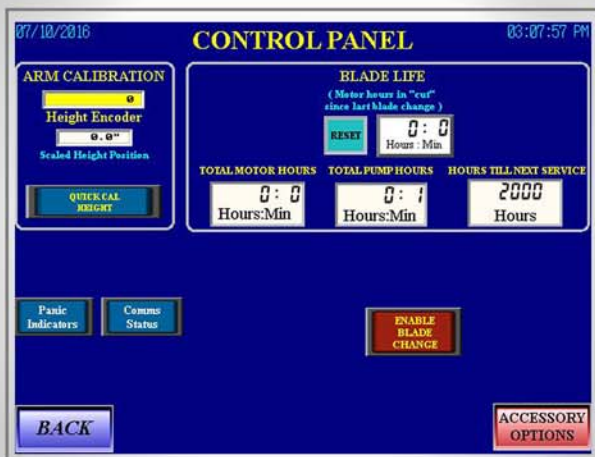 07/10/2016
CONTROL PANEL
03:07:57 PM
ARM CALIBRATION
0
Height Encoder
0.0"
Scaled Height Position
QUICK CAL
HEIGHT
BLADE LIFE
( Motor hours in "cut"
since last blade change )
RESET
0: 0
Hours : Min
TOTAL MOTOR HOURS
0: 0
Hours:Min
TOTAL PUMP HOURS
0: 1
Hours:Min
HOURS TILL NEXT SERVICE
2000
Hours
Panic
Indicators
Comms
Status
ENABLE
BLADE
CHANGE
BACK
ACCESSORY
OPTIONS